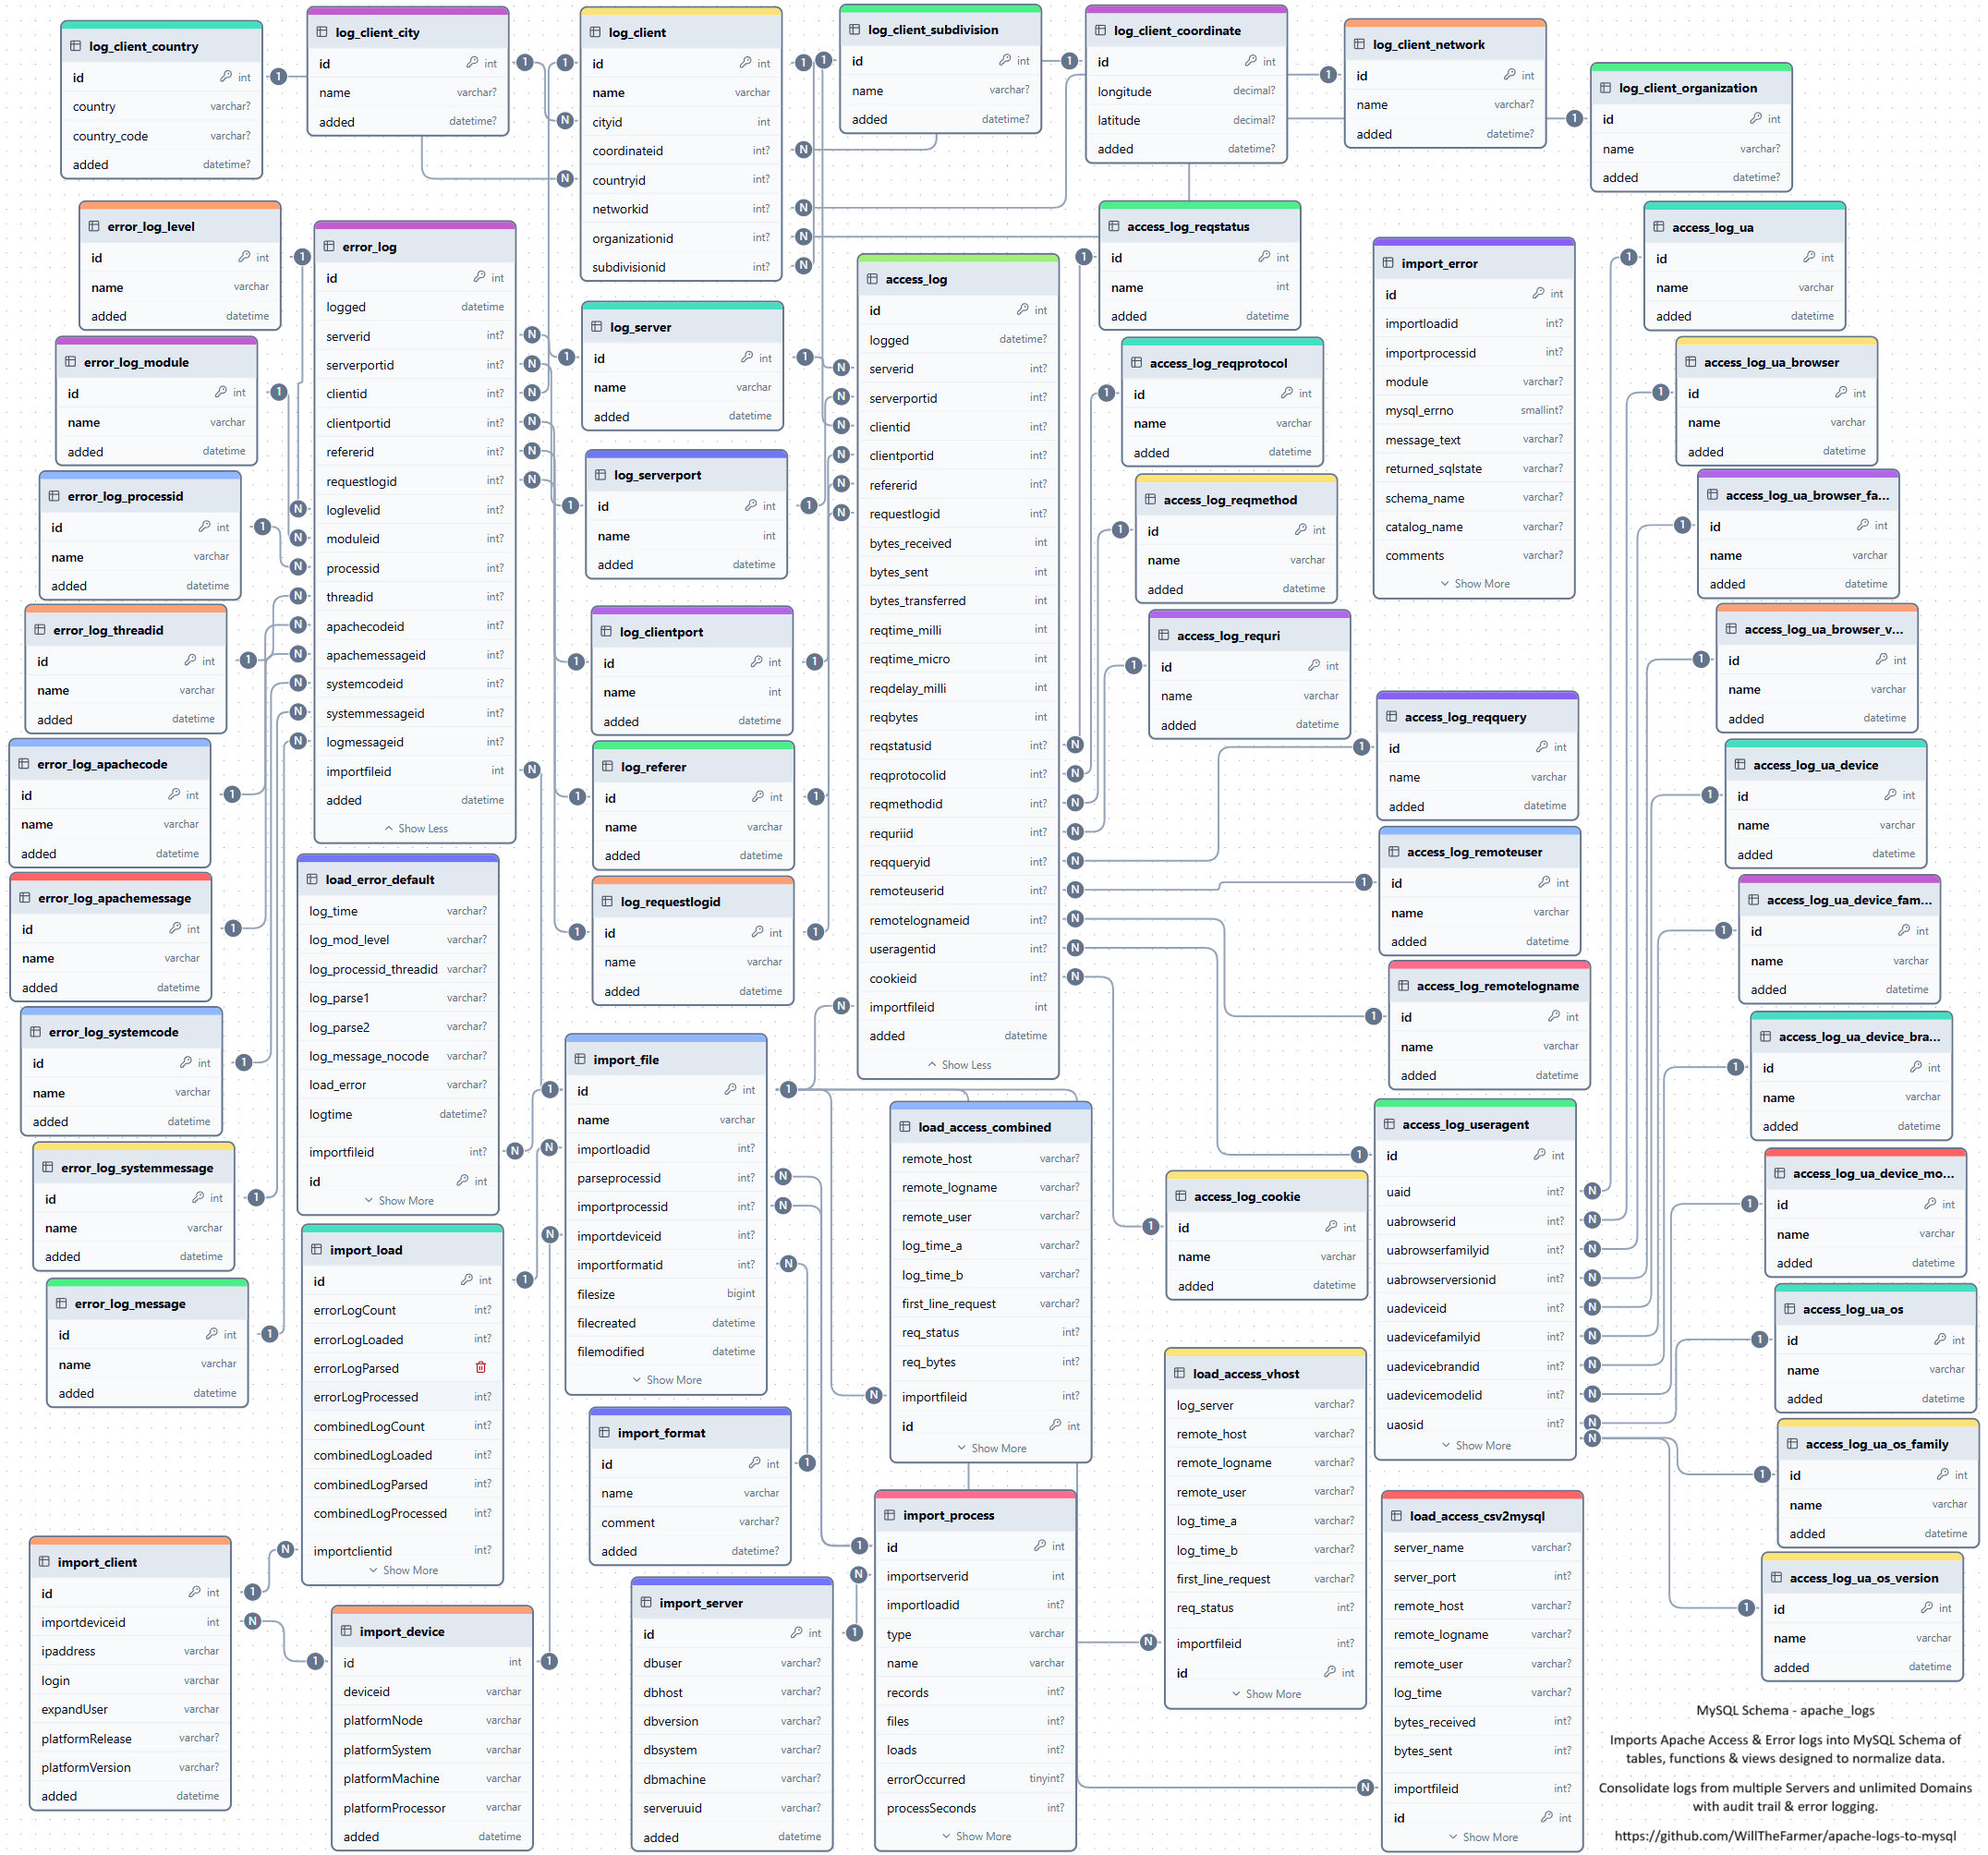 log_client_country
id int
country varchar?
country_code varchar?
added datetime?
log_client_city
id int
name varchar?
added datetime?
log_client
id int
name varchar
cityid int
coordinateid int?
countryid int?
networkid int?
organizationid int?
subdivisionid int?
log_client_subdivision
id int
name varchar?
added datetime?
log_client_coordinate
id int
longitude decimal?
latitude decimal?
added datetime?
log_client_network
id int
name varchar?
added datetime?
log_client_organization
id int
name varchar?
added datetime?
error_log_level
id int
name varchar
added datetime
error_log_module
id int
name varchar
added datetime
error_log_processid
id int
name varchar
added datetime
error_log_threadid
id int
name varchar
added datetime
error_log_apachecode
id int
name varchar
added datetime
error_log_apachemessage
id int
name varchar
added datetime
error_log_systemcode
id int
name varchar
added datetime
error_log_systemmessage
id int
name varchar
added datetime
error_log_message
id int
name varchar
added datetime
import_client
id int
importdeviceid int
ipaddress varchar
login varchar
expandUser varchar
platformRelease varchar?
platformVersion varchar?
added datetime
error_log
id int
logged datetime
serverid int?
serverportid int?
clientid int?
clientportid int?
refererid int?
requestlogid int?
loglevelid int?
moduleid int?
processid int?
threadid int?
apachecodeid int?
apachemessageid int?
systemcodeid int?
systemmessageid int?
logmessageid int?
importfileid int
added datetime
Show Less
load_error_default
log_time varchar?
log_mod_level varchar?
log_processid_threadid varchar?
log_parse1 varchar?
log_parse2 varchar?
log_message_nocode varchar?
load_error varchar?
logtime datetime?
importfileid int?
id int
Show More
import_load
id int
errorLogCount int?
errorLogLoaded int?
errorLogParsed
errorLogProcessed int?
combinedLogCount int?
combinedLogLoaded int?
combinedLogParsed int?
combinedLogProcessed int?
importclientid int?
Show More
import_device
id int
deviceid varchar
platformNode varchar
platformSystem varchar
platformMachine varchar
platformProcessor varchar
added datetime
log_server
id int
name varchar
added datetime
log_serverport
id int
name int
added datetime
log_clientport
id int
name int
added datetime
log_referer
id int
name varchar
added datetime
log_requestlogid
id int
name varchar
added datetime
import_file
id int
name varchar
importloadid int?
parseprocessid int?
importprocessid int?
importdeviceid int?
importformatid int?
filesize bigint
filecreated datetime
filemodified datetime
Show More
import_format
id int
name varchar
comment varchar?
added datetime?
import_server
id int
dbuser varchar?
dbhost varchar?
dbversion varchar?
dbsystem varchar?
dbmachine varchar?
serveruuid varchar?
added datetime
access_log
id int
logged datetime?
serverid int?
serverportid int?
clientid int?
clientportid int?
refererid int?
requestlogid int?
bytes_received int
bytes_sent int
bytes_transferred int
reqtime_milli int
reqtime_micro int
reqdelay_milli int
reqbytes int
reqstatusid int?
reqprotocolid int?
reqmethodid int?
requriid int?
reqqueryid int?
remoteuserid int?
remotelognameid int?
useragentid int?
cookieid int?
importfileid int
added datetime
Show Less
load_access_combined
remote_host varchar?
remote_logname varchar?
remote_user varchar?
log_time_a varchar?
log_time_b varchar?
first_line_request varchar?
req_status int?
req_bytes int?
importfileid int?
id int
Show More
import_process
id int
importserverid int
importloadid int?
type varchar
name varchar
records int?
files int?
loads int?
errorOccurred tinyint?
processSeconds int?
Show More
access_log_reqstatus
id int
name int
added datetime
access_log_reqprotocol
id int
name varchar
added datetime
access_log_reqmethod
id int
name varchar
added datetime
access_log_requri
id int
name varchar
added datetime
access_log_cookie
id int
name varchar
added datetime
load_access_vhost
log_server varchar?
remote_host varchar?
remote_logname varchar?
remote_user varchar?
log_time_a varchar?
log_time_b varchar?
first_line_request varchar?
req_status int?
importfileid int?
id int
Show More
import_error
id int
importloadid int?
importprocessid int?
module varchar?
mysql_errno smallint?
message_text varchar?
returned_sqlstate varchar?
schema_name varchar?
catalog_name varchar?
comments varchar?
Show More
access_log_reqquery
id int
name varchar
added datetime
access_log_remoteuser
id int
name varchar
added datetime
access_log_remotelogname
id int
name varchar
added datetime
access_log_useragent
id int
uaid int?
uabrowserid int?
uabrowserfamilyid int?
uabrowserversionid int?
uadeviceid int?
uadevicefamilyid int?
uadevicebrandid int?
uadevicemodelid int?
uaosid int?
Show More
load_access_csv2mysql
server_name varchar?
server_port int?
remote_host varchar?
remote_logname varchar?
remote_user varchar?
log_time varchar?
bytes_received int?
bytes_sent int?
importfileid int?
id int
Show More
access_log_ua
id int
name varchar
added datetime
access_log_ua_browser
id int
name varchar
added datetime
access_log_ua_browser_fa...
id int
name varchar
added datetime
access_log_ua_browser_v...
id int
name varchar
added datetime
access_log_ua_device
id int
name varchar
added datetime
access_log_ua_device_fam...
id int
name varchar
added datetime
access_log_ua_device_bra...
id int
name varchar
added datetime
access_log_ua_device_mo...
id int
name varchar
added datetime
access_log_ua_os
id int
name varchar
added datetime
access_log_ua_os_family
id int
name varchar
added datetime
access_log_ua_os_version
id int
name varchar
added datetime
MySQL Schema - apache_logs
Imports Apache Access & Error logs into MySQL Schema of
tables, functions & views designed to normalize data.
Consolidate logs from multiple Servers and unlimited Domains
with audit trail & error logging.
https://github.com/WillTheFarmer/apache-logs-to-mysql